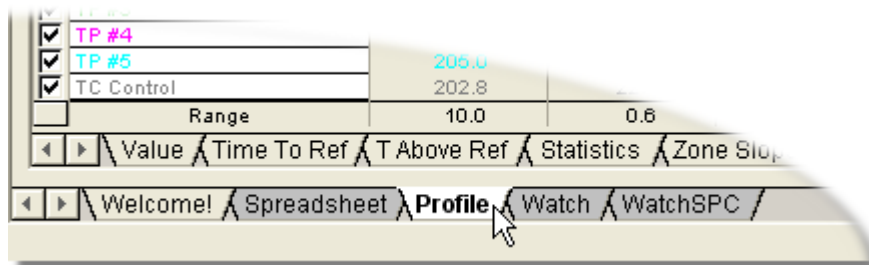 TP #4
TP #5 205.0
TC Control 202.8
Range 10.0 0.6
Value Time To Ref T Above Ref Statistics Zone
Welcome! Spreadsheet Profile Watch WatchSPC